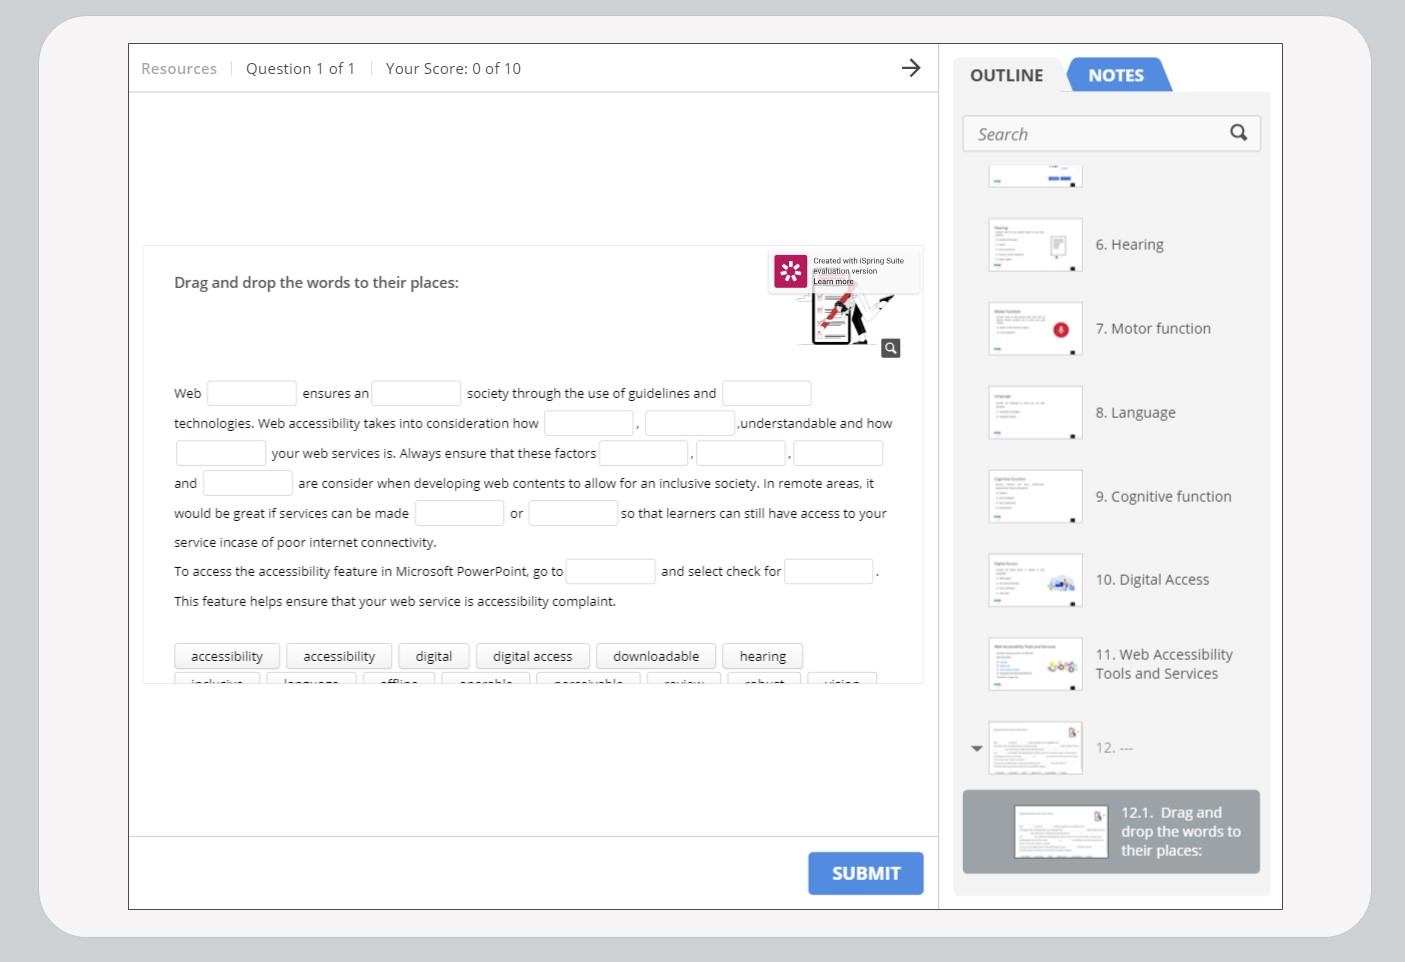 Resources Question 1 of 1 Your Score: 0 of 10
Drag and drop the words to their places:
Created with iSpring Suite
evaluation version
Learn more
Web ensures an society through the use of guidelines and
technologies. Web accessibility takes into consideration how , ,understandable and how
your web services is. Always ensure that these factors , ,
and are consider when developing web contents to allow for an inclusive society. In remote areas, it
would be great if services can be made or so that learners can still have access to your
service incase of poor internet connectivity.
To access the accessibility feature in Microsoft PowerPoint, go to and select check for .
This feature helps ensure that your web service is accessibility complaint.
accessibility accessibility digital digital access downloadable hearing
inclusive language offline operable perceivable review robust vision
SUBMIT
OUTLINE NOTES
Search
6. Hearing
7. Motor function
8. Language
9. Cognitive function
10. Digital Access
11. Web Accessibility
Tools and Services
12. ---
12.1. Drag and
drop the words to
their places: